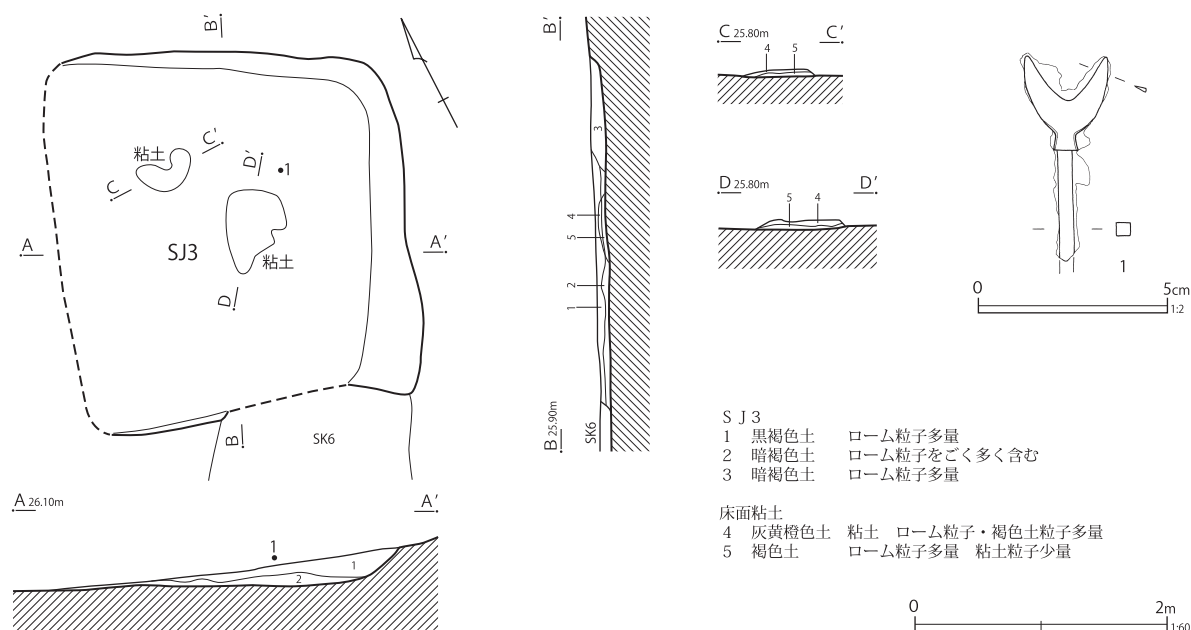 B′
粘土
C′
D′
1
C
A
SJ3
粘土
A′
D
B
SK6
A 26.10m
A′
1
1
2
B′
3
4
5
2
1
B 25.90m
SK6
C 25.80m
C′
4
5
D 25.80m
D′
5
4
1
0
5cm
1:2
ＳＪ３
1　黒褐色土　　ローム粒子多量
2　暗褐色土　　ローム粒子をごく多く含む
3　暗褐色土　　ローム粒子多量
床面粘土
4　灰黄橙色土　粘土　ローム粒子・褐色土粒子多量
5　褐色土　　　ローム粒子多量　粘土粒子少量
0
2m
1:60